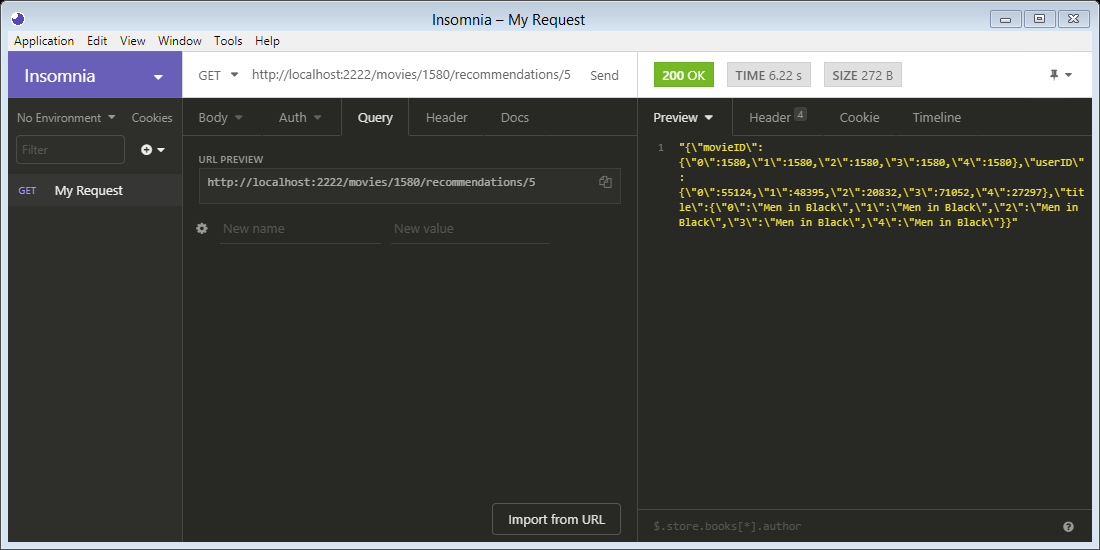 Insomnia – My Request
Application Edit View Window Tools Help
Insomnia
GET http://localhost:2222/movies/1580/recommendations/5 Send
200 OK TIME 6.22 s SIZE 272 B
No Environment Cookies
Body Auth Query Header Docs
Preview Header 4 Cookie Timeline
Filter
GET My Request
URL PREVIEW
http://localhost:2222/movies/1580/recommendations/5
New name New value
Import from URL
1 "{\"movieID\":
{\"0\":1580,\"1\":1580,\"2\":1580,\"3\":1580,\"4\":1580},\"userID\"
:
{\"0\":55124,\"1\":48395,\"2\":20832,\"3\":71052,\"4\":27297},\"tit
le\":{\"0\":\"Men in Black\",\"1\":\"Men in Black\",\"2\":\"Men in
Black\",\"3\":\"Men in Black\",\"4\":\"Men in Black\"}}"
$.store.books[*].author